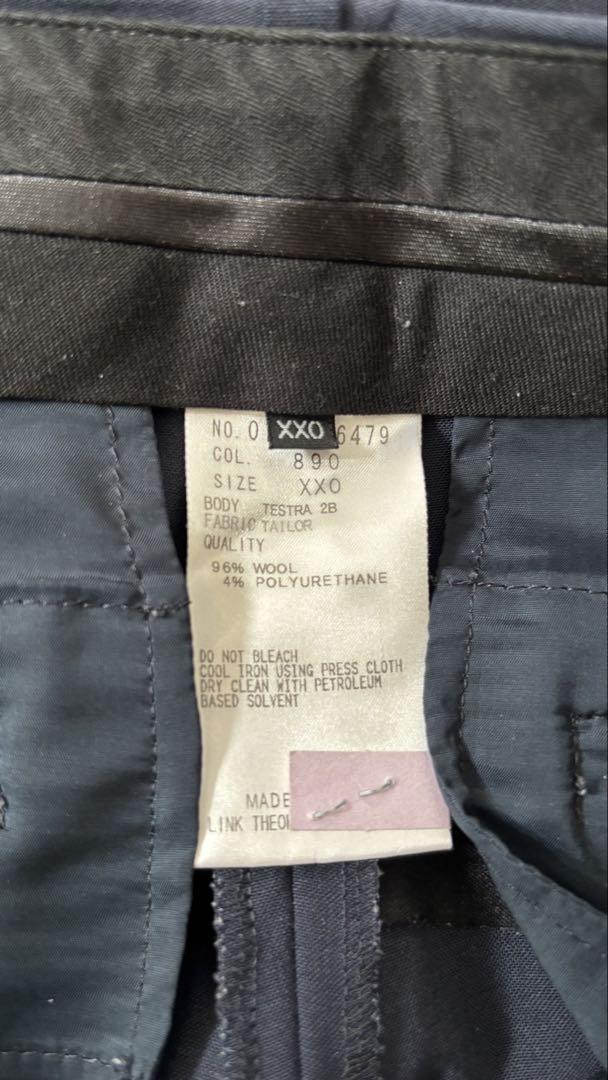 NO. 0 XXO 6479
COL. 890
SIZE XXO
BODY TESTRA 2B
FABRIC TAILOR
QUALITY
96% WOOL
4% POLYURETHANE
DO NOT BLEACH
COOL IRON USING PRESS CLOTH
DRY CLEAN WITH PETROLEUM
BASED SOLVENT
MADE
LINK THEO